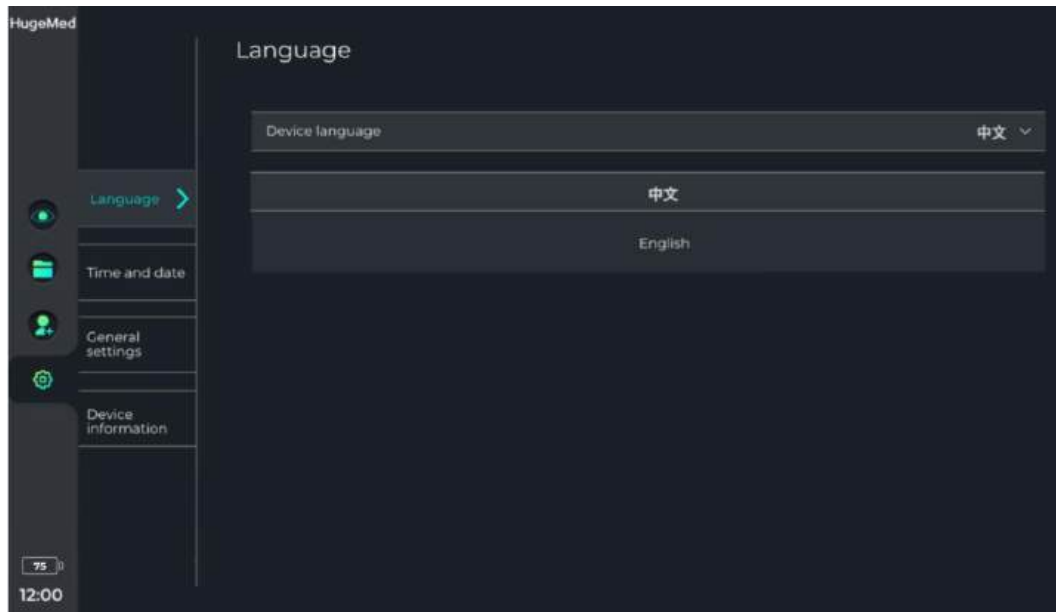 HugeMed
Language
Device language 中文
中文
English
Language
Time and date
General
settings
Device
information
75
12:00